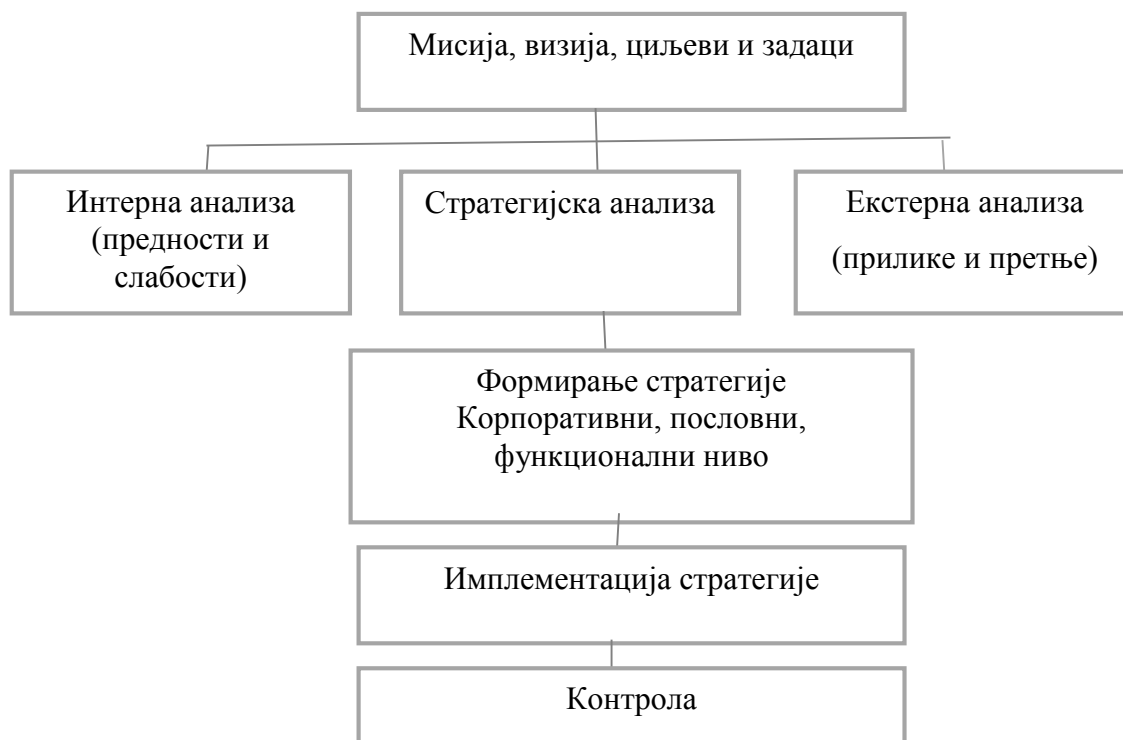 Мисија, визија, циљеви и задаци
Интерна анализа
(предности и
слабости)
Стратегијска анализа
Екстерна анализа
(прилике и претње)
Формирање стратегије
Корпоративни, пословни,
функционални ниво
Имплементација стратегије
Контрола